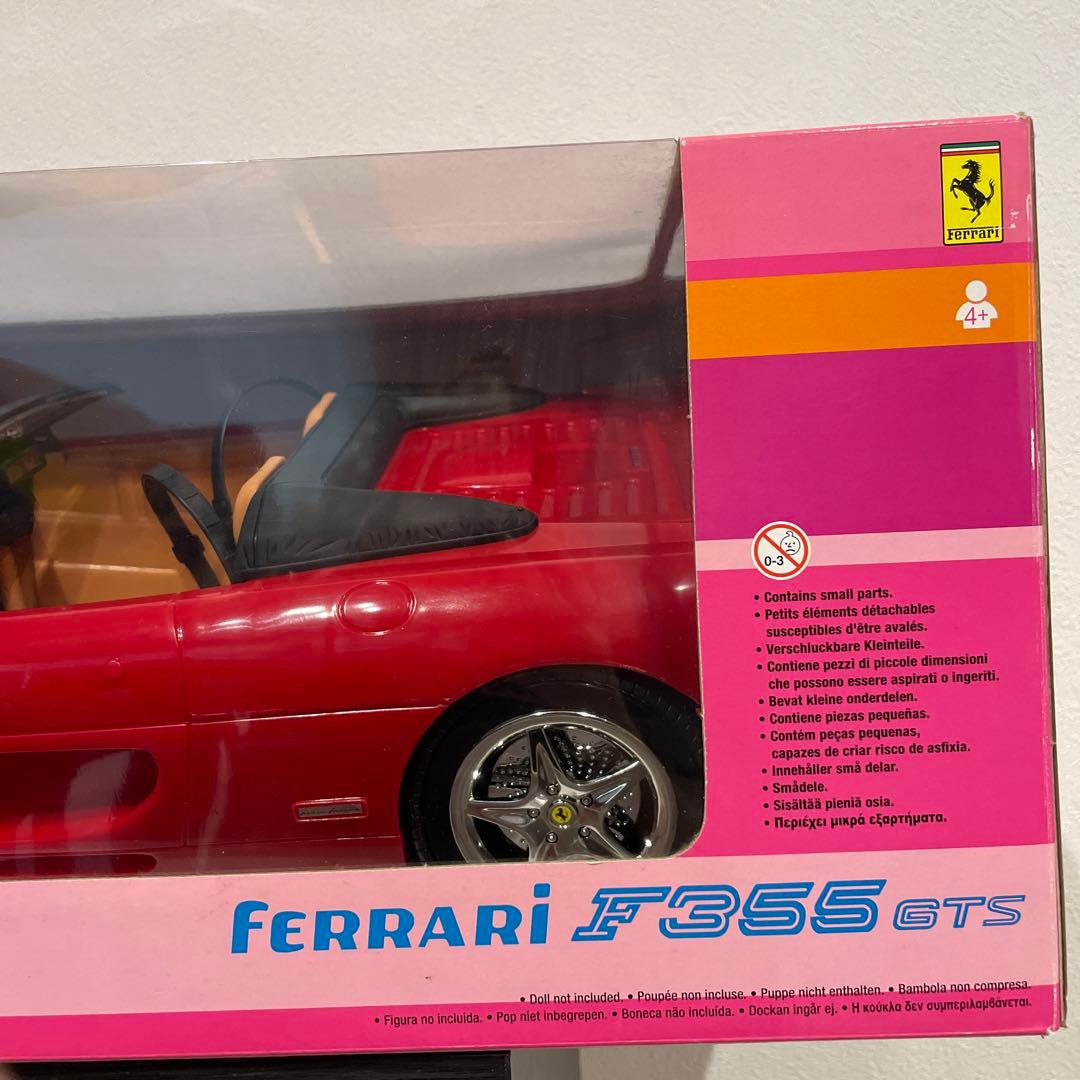 Ferrari
4+
0-3
• Contains small parts.
• Petits éléments détachables
susceptibles d'être avalés.
• Verschluckbare Kleinteile.
• Contiene pezzi di piccole dimensioni
che possono essere aspirati o ingeriti.
• Bevat kleine onderdelen.
• Contiene piezas pequeñas.
• Contém peças pequenas,
capazes de criar risco de asfixia.
• Innehåller små delar.
• Smådele.
• Sisältää pieniä osia.
• Περιέχει μικρά εξαρτήματα.
FERRARI F355 GTS
• Doll not included. • Poupée non incluse. • Puppe nicht enthalten. • Bambola non compresa.
• Figura no incluida. • Pop niet inbegrepen. • Boneca não incluída. • Dockan ingår ej. • Η κούκλα δεν συμπεριλαμβάνεται.